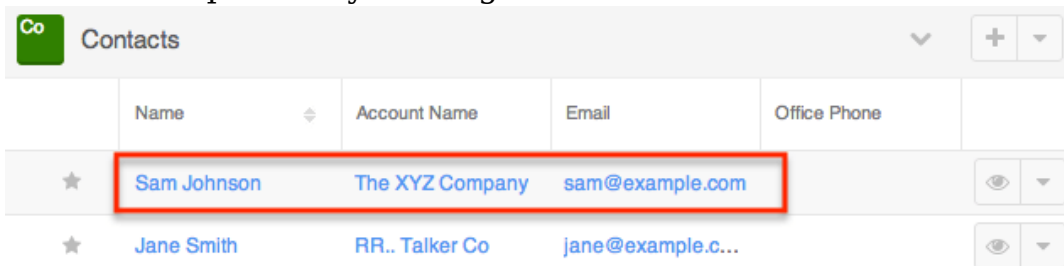 Co Contacts
Name Account Name Email Office Phone
Sam Johnson The XYZ Company sam@example.com
Jane Smith RR.. Talker Co jane@example.c...